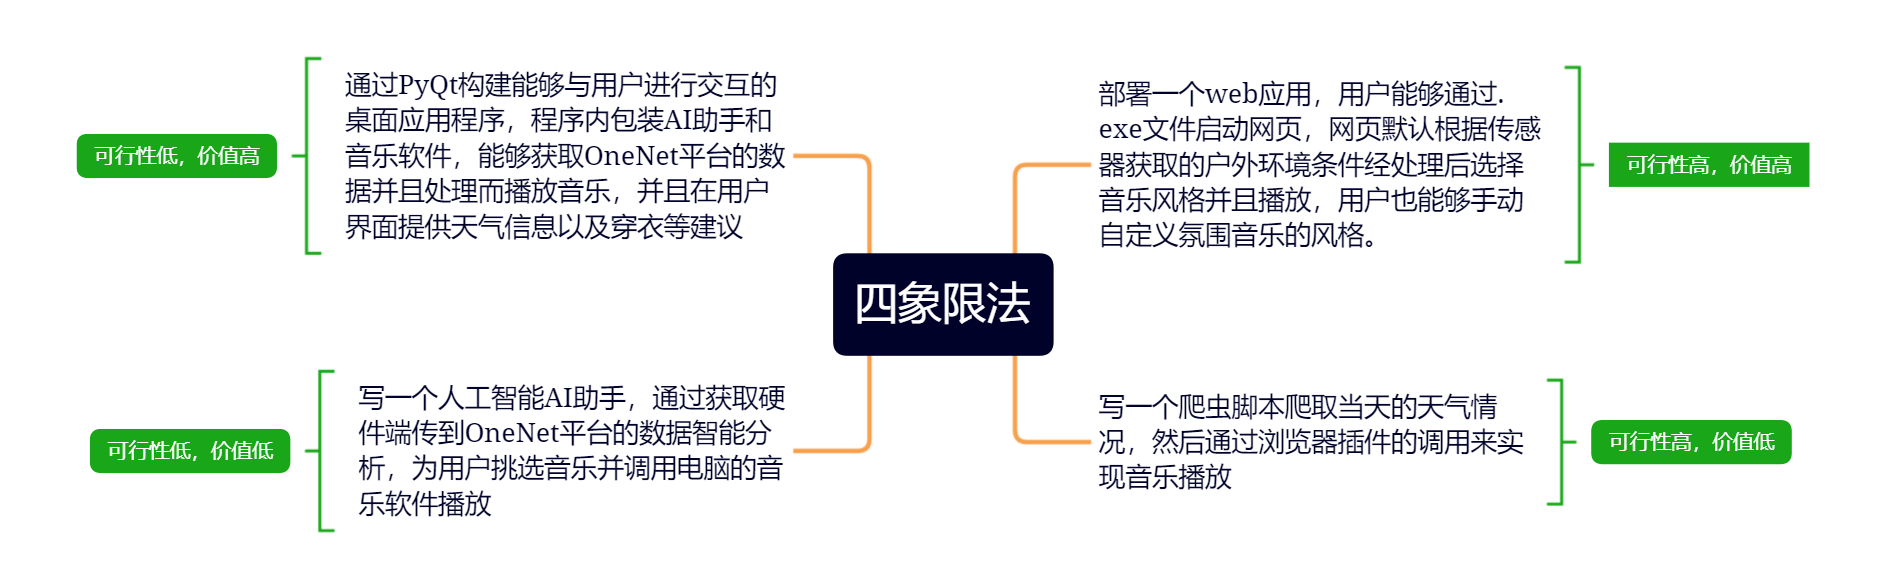 可行性低，价值高
通过PyQt构建能够与用户进行交互的
桌面应用程序，程序内包装AI助手和
音乐软件，能够获取OneNet平台的数
据并且处理而播放音乐，并且在用户
界面提供天气信息以及穿衣等建议
部署一个web应用，用户能够通过.
exe文件启动网页，网页默认根据传感
器获取的户外环境条件经处理后选择
音乐风格并且播放，用户也能够手动
自定义氛围音乐的风格。
可行性高，价值高
四象限法
可行性低，价值低
写一个人工智能AI助手，通过获取硬
件端传到OneNet平台的数据智能分
析，为用户挑选音乐并调用电脑的音
乐软件播放
写一个爬虫脚本爬取当天的天气情
况，然后通过浏览器插件的调用来实
现音乐播放
可行性高，价值低